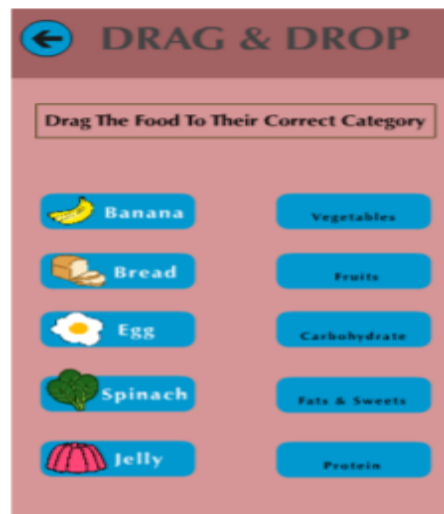 DRAG & DROP
Drag The Food To Their Correct Category
Banana
Vegetables
Bread
Fruits
Egg
Carbohydrate
Spinach
Fats & Sweets
Jelly
Protein